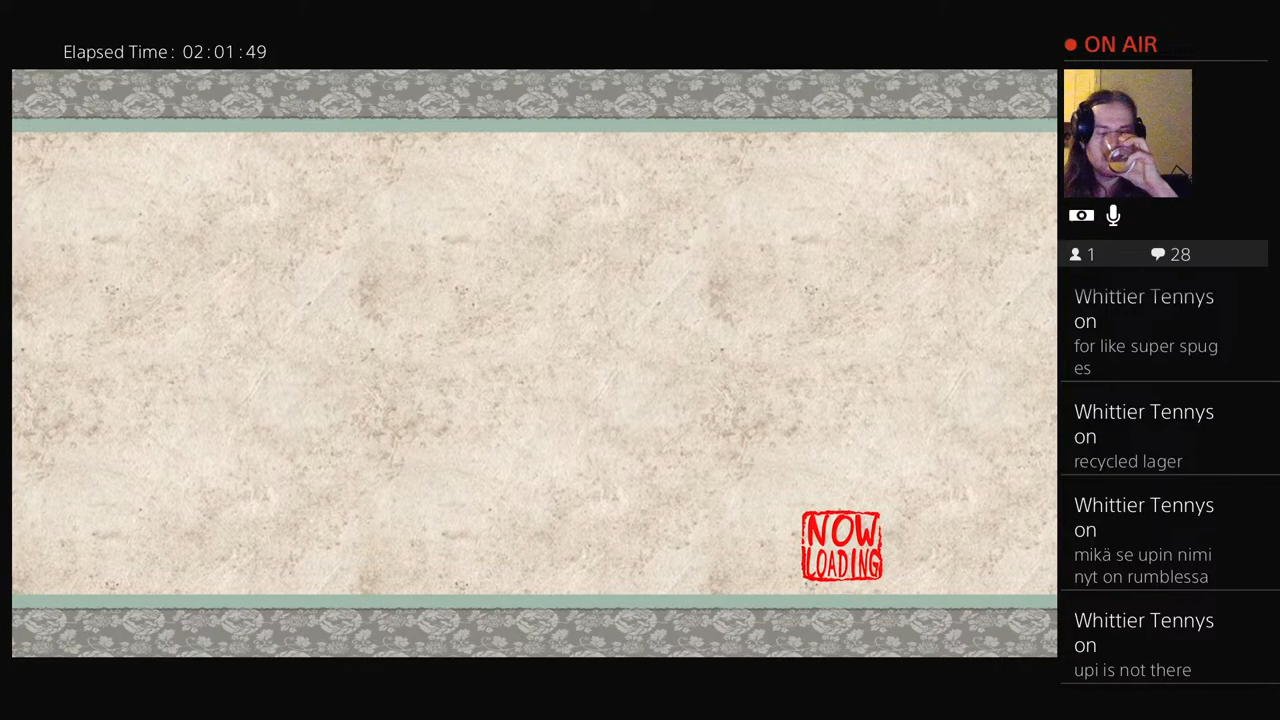 Elapsed Time: 02:01:49
ON AIR
1 28
Whittier Tennys
on
for like super spug
es
Whittier Tennys
on
recycled lager
Whittier Tennys
on
mikä se upin nimi
nyt on rumblessa
Whittier Tennys
on
upi is not there
NOW
LOADING